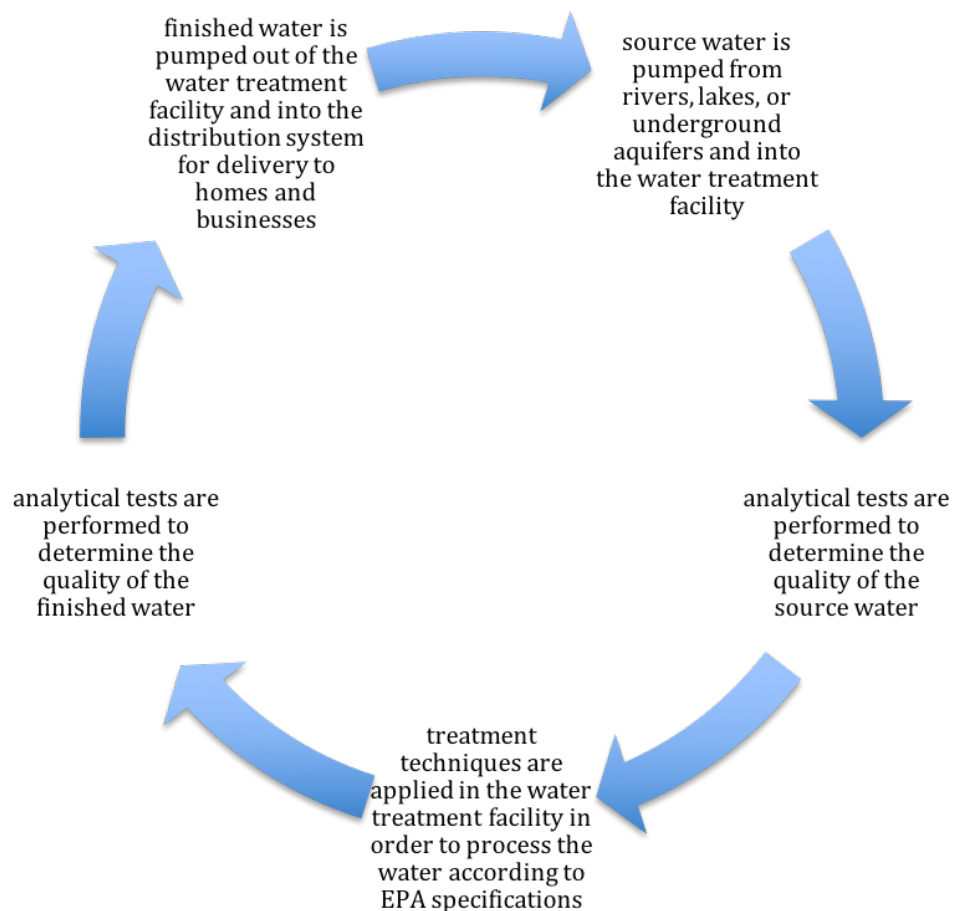 finished water is
pumped out of the
water treatment
facility and into the
distribution system
for delivery to
homes and
businesses
source water is
pumped from
rivers, lakes, or
underground
aquifers and into
the water treatment
facility
analytical tests are
performed to
determine the
quality of the
source water
treatment
techniques are
applied in the water
treatment facility in
order to process the
water according to
EPA specifications
analytical tests are
performed to
determine the
quality of the
finished water